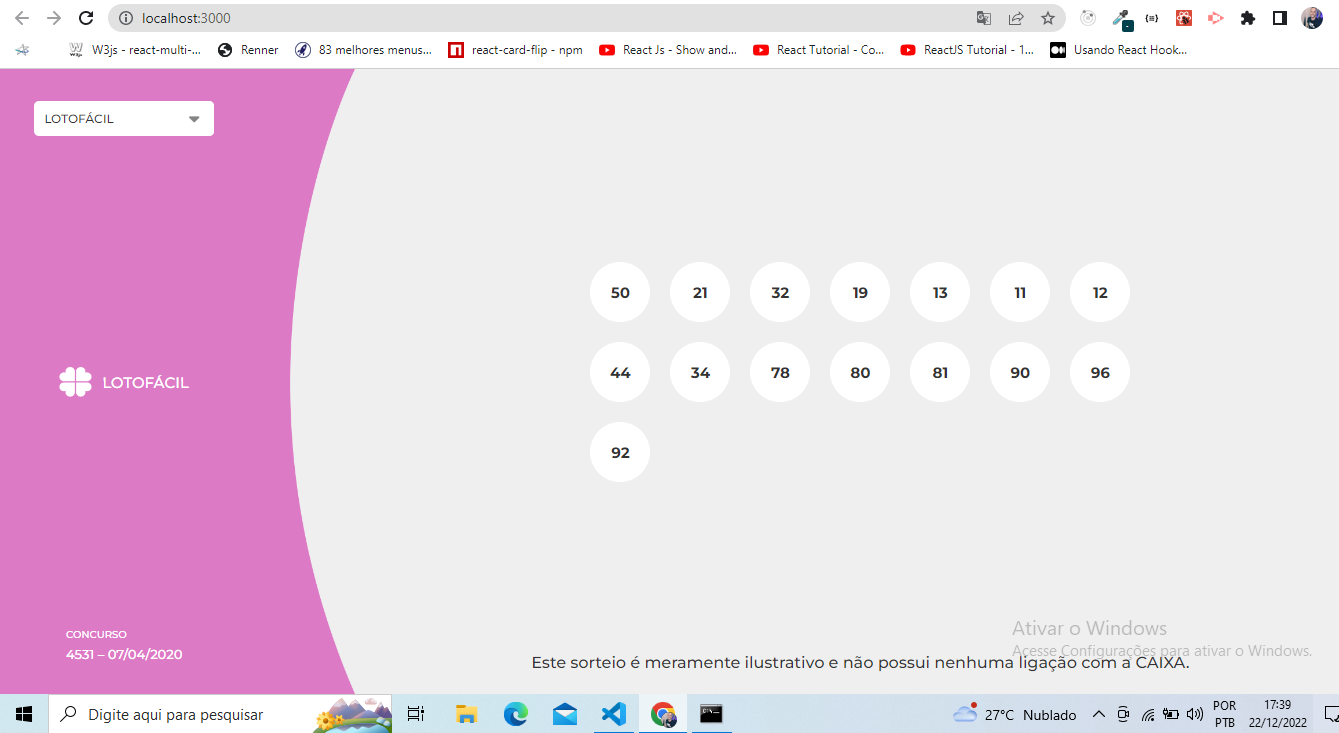 localhost:3000
W3js - react-multi-...
Renner
83 melhores menus...
react-card-flip - npm
React Js - Show and...
React Tutorial - Co...
ReactJS Tutorial - 1...
Usando React Hook...
LOTOFÁCIL
50 21 32 19 13 11 12
44 34 78 80 81 90 96
92
LOTOFÁCIL
CONCURSO
4531 – 07/04/2020
Ativar o Windows
Acesse Configurações para ativar o Windows.
Este sorteio é meramente ilustrativo e não possui nenhuma ligação com a CAIXA.
Digite aqui para pesquisar
27°C Nublado
POR
PTB
17:39
22/12/2022